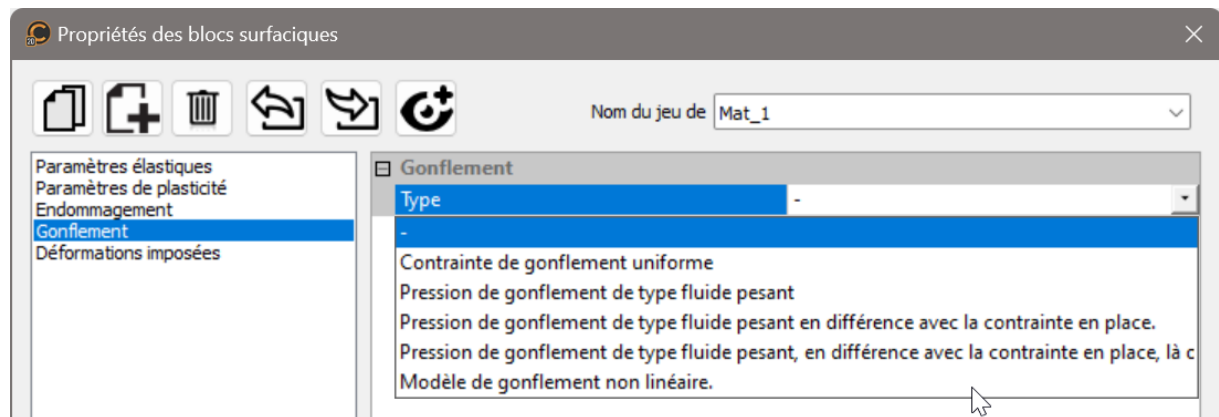 Propriétés des blocs surfaciques
Nom du jeu de Mat_1
Paramètres élastiques
Paramètres de plasticité
Endommagement
Gonflement
Déformations imposées
Gonflement
Type -
-
Contrainte de gonflement uniforme
Pression de gonflement de type fluide pesant
Pression de gonflement de type fluide pesant en différence avec la contrainte en place.
Pression de gonflement de type fluide pesant, en différence avec la contrainte en place, là c
Modèle de gonflement non linéaire.